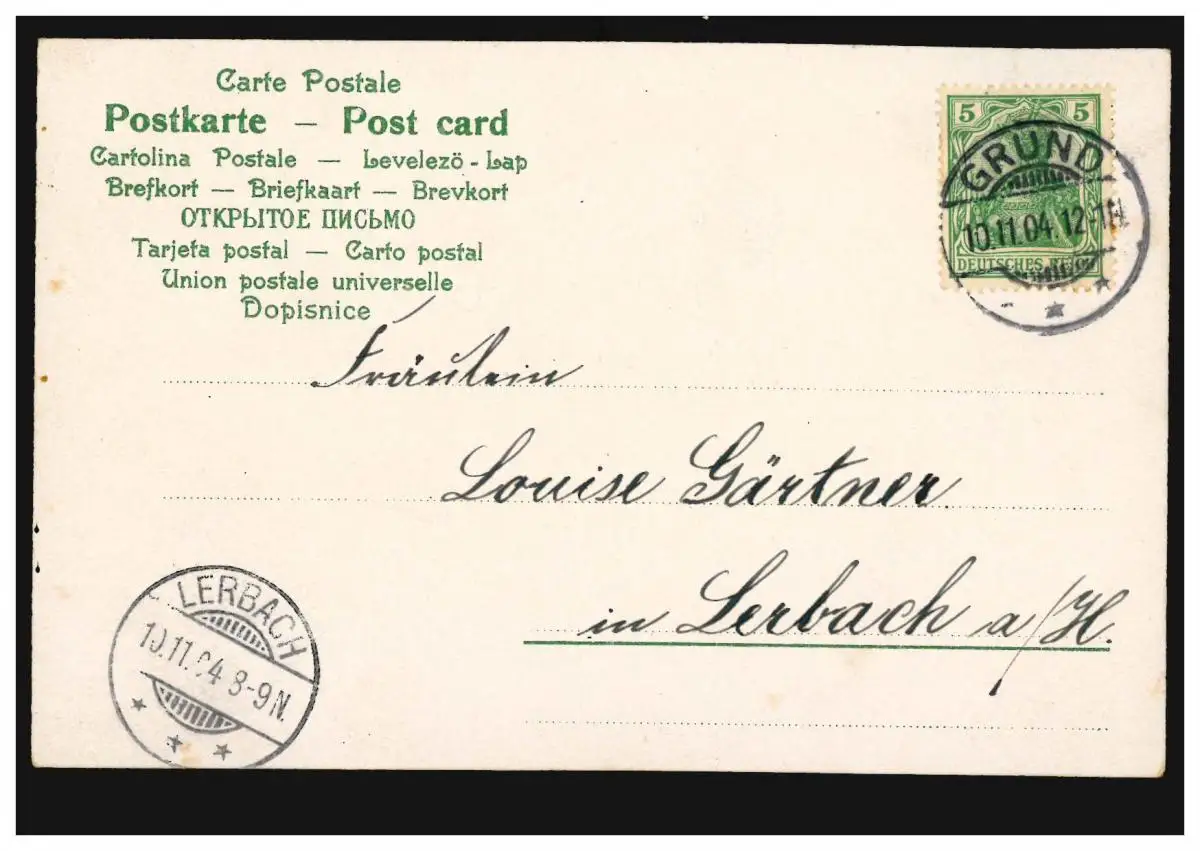 Carte Postale
Postkarte – Post card
Cartolina Postale — Levelezö - Lap
Brefkort — Briefkaart — Brevkort
ОТКРЫТОЕ ПИСЬМО
Tarjeta postal — Carto postal
Union postale universelle
Dopisnice
5 5
GRUND
10.11.04. 12-1N.
DEUTSCHES REICH
Fräulein
Louise Gärtner
in Lerbach a/H.
LERBACH
10.11.04 8-9N.